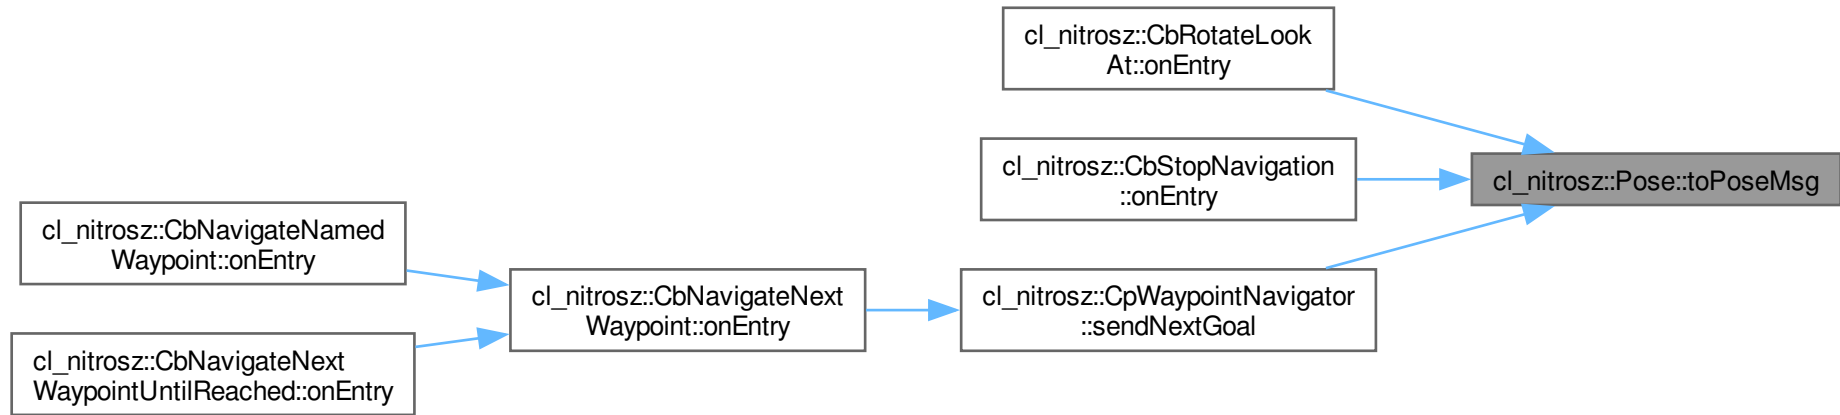 cl_nitrosz::CbRotateLook
At::onEntry
cl_nitrosz::CbStopNavigation
::onEntry
cl_nitrosz::Pose::toPoseMsg
cl_nitrosz::CbNavigateNamed
Waypoint::onEntry
cl_nitrosz::CbNavigateNext
Waypoint::onEntry
cl_nitrosz::CpWaypointNavigator
::sendNextGoal
cl_nitrosz::CbNavigateNext
WaypointUntilReached::onEntry